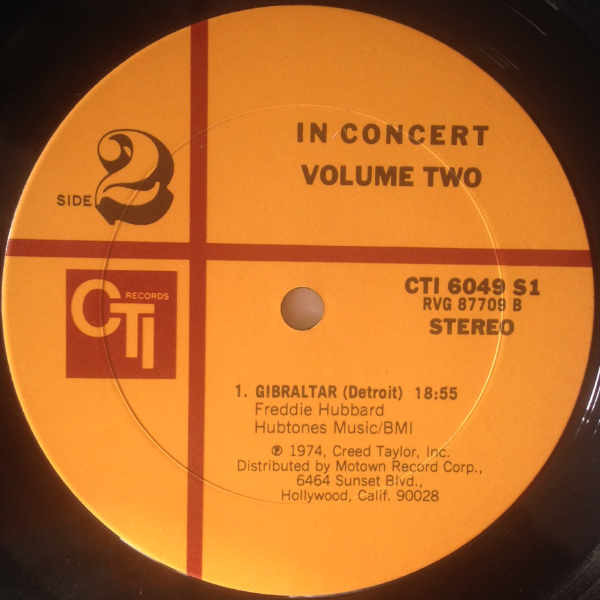 IN CONCERT
VOLUME TWO
SIDE 2
CTI RECORDS
CTI 6049 S1
RVG 87709 B
STEREO
1. GIBRALTAR (Detroit) 18:55
Freddie Hubbard
Hubtones Music/BMI
℗ 1974, Creed Taylor, Inc.
Distributed by Motown Record Corp.,
6464 Sunset Blvd.,
Hollywood, Calif. 90028